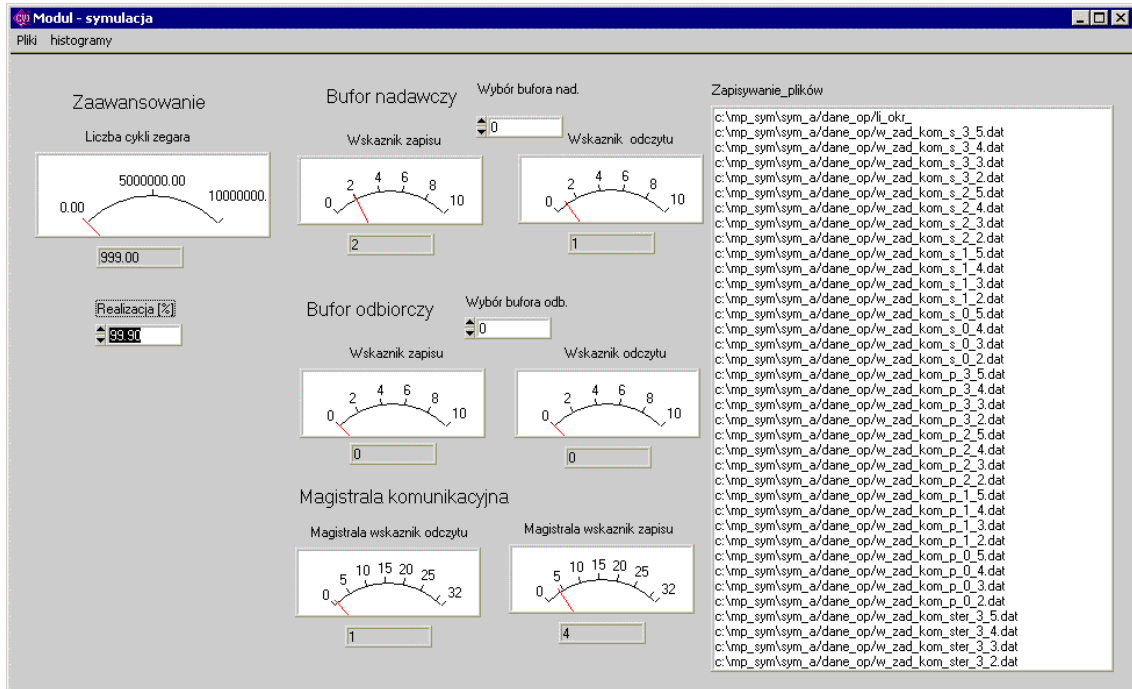 Modul - symulacja
Pliki histogramy
Zaawansowanie
Liczba cykli zegara
0.00 5000000.00 10000000.
999.00
Realizacja [%]
99.90
Bufor nadawczy
Wybór bufora nad.
0
Wskaznik zapisu
0 2 4 6 8 10
2
Wskaznik odczytu
0 2 4 6 8 10
1
Bufor odbiorczy
Wybór bufora odb.
0
Wskaznik zapisu
0 2 4 6 8 10
0
Wskaznik odczytu
0 2 4 6 8 10
0
Magistrala komunikacyjna
Magistrala wskaznik odczytu
0 5 10 15 20 25 32
1
Magistrala wskaznik zapisu
0 5 10 15 20 25 32
4
Zapisywanie_plików
c:\mp_sym\sym_a/dane_op/li_okr_
c:\mp_sym\sym_a/dane_op/w_zad_kom_s_3_5.dat
c:\mp_sym\sym_a/dane_op/w_zad_kom_s_3_4.dat
c:\mp_sym\sym_a/dane_op/w_zad_kom_s_3_3.dat
c:\mp_sym\sym_a/dane_op/w_zad_kom_s_3_2.dat
c:\mp_sym\sym_a/dane_op/w_zad_kom_s_2_5.dat
c:\mp_sym\sym_a/dane_op/w_zad_kom_s_2_4.dat
c:\mp_sym\sym_a/dane_op/w_zad_kom_s_2_3.dat
c:\mp_sym\sym_a/dane_op/w_zad_kom_s_2_2.dat
c:\mp_sym\sym_a/dane_op/w_zad_kom_s_1_5.dat
c:\mp_sym\sym_a/dane_op/w_zad_kom_s_1_4.dat
c:\mp_sym\sym_a/dane_op/w_zad_kom_s_1_3.dat
c:\mp_sym\sym_a/dane_op/w_zad_kom_s_1_2.dat
c:\mp_sym\sym_a/dane_op/w_zad_kom_s_0_5.dat
c:\mp_sym\sym_a/dane_op/w_zad_kom_s_0_4.dat
c:\mp_sym\sym_a/dane_op/w_zad_kom_s_0_3.dat
c:\mp_sym\sym_a/dane_op/w_zad_kom_s_0_2.dat
c:\mp_sym\sym_a/dane_op/w_zad_kom_p_3_5.dat
c:\mp_sym\sym_a/dane_op/w_zad_kom_p_3_4.dat
c:\mp_sym\sym_a/dane_op/w_zad_kom_p_3_3.dat
c:\mp_sym\sym_a/dane_op/w_zad_kom_p_3_2.dat
c:\mp_sym\sym_a/dane_op/w_zad_kom_p_2_5.dat
c:\mp_sym\sym_a/dane_op/w_zad_kom_p_2_4.dat
c:\mp_sym\sym_a/dane_op/w_zad_kom_p_2_3.dat
c:\mp_sym\sym_a/dane_op/w_zad_kom_p_2_2.dat
c:\mp_sym\sym_a/dane_op/w_zad_kom_p_1_5.dat
c:\mp_sym\sym_a/dane_op/w_zad_kom_p_1_4.dat
c:\mp_sym\sym_a/dane_op/w_zad_kom_p_1_3.dat
c:\mp_sym\sym_a/dane_op/w_zad_kom_p_1_2.dat
c:\mp_sym\sym_a/dane_op/w_zad_kom_p_0_5.dat
c:\mp_sym\sym_a/dane_op/w_zad_kom_p_0_4.dat
c:\mp_sym\sym_a/dane_op/w_zad_kom_p_0_3.dat
c:\mp_sym\sym_a/dane_op/w_zad_kom_p_0_2.dat
c:\mp_sym\sym_a/dane_op/w_zad_kom_ster_3_5.dat
c:\mp_sym\sym_a/dane_op/w_zad_kom_ster_3_4.dat
c:\mp_sym\sym_a/dane_op/w_zad_kom_ster_3_3.dat
c:\mp_sym\sym_a/dane_op/w_zad_kom_ster_3_2.dat